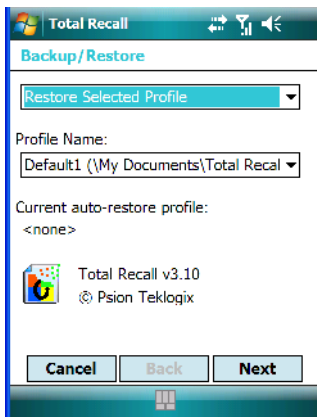 Total Recall
Backup/Restore
Restore Selected Profile
Profile Name:
Default1 (\My Documents\Total Recal
Current auto-restore profile:
<none>
Total Recall v3.10
© Psion Teklogix
Cancel Back Next